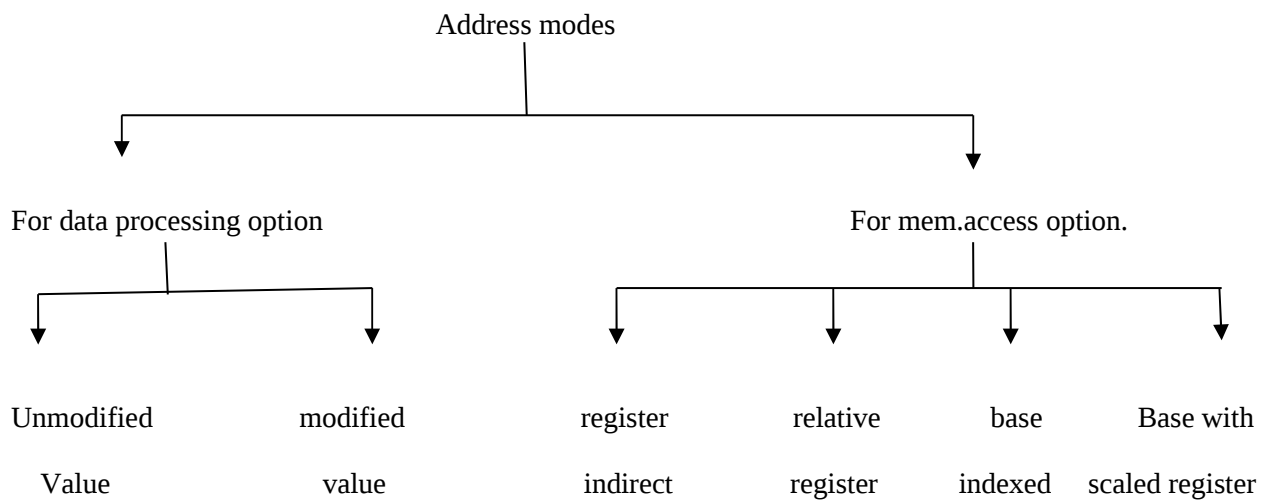 Address modes
For data processing option
For mem.access option.
Unmodified
Value
modified
value
register
indirect
relative
register
base
indexed
Base with
scaled register